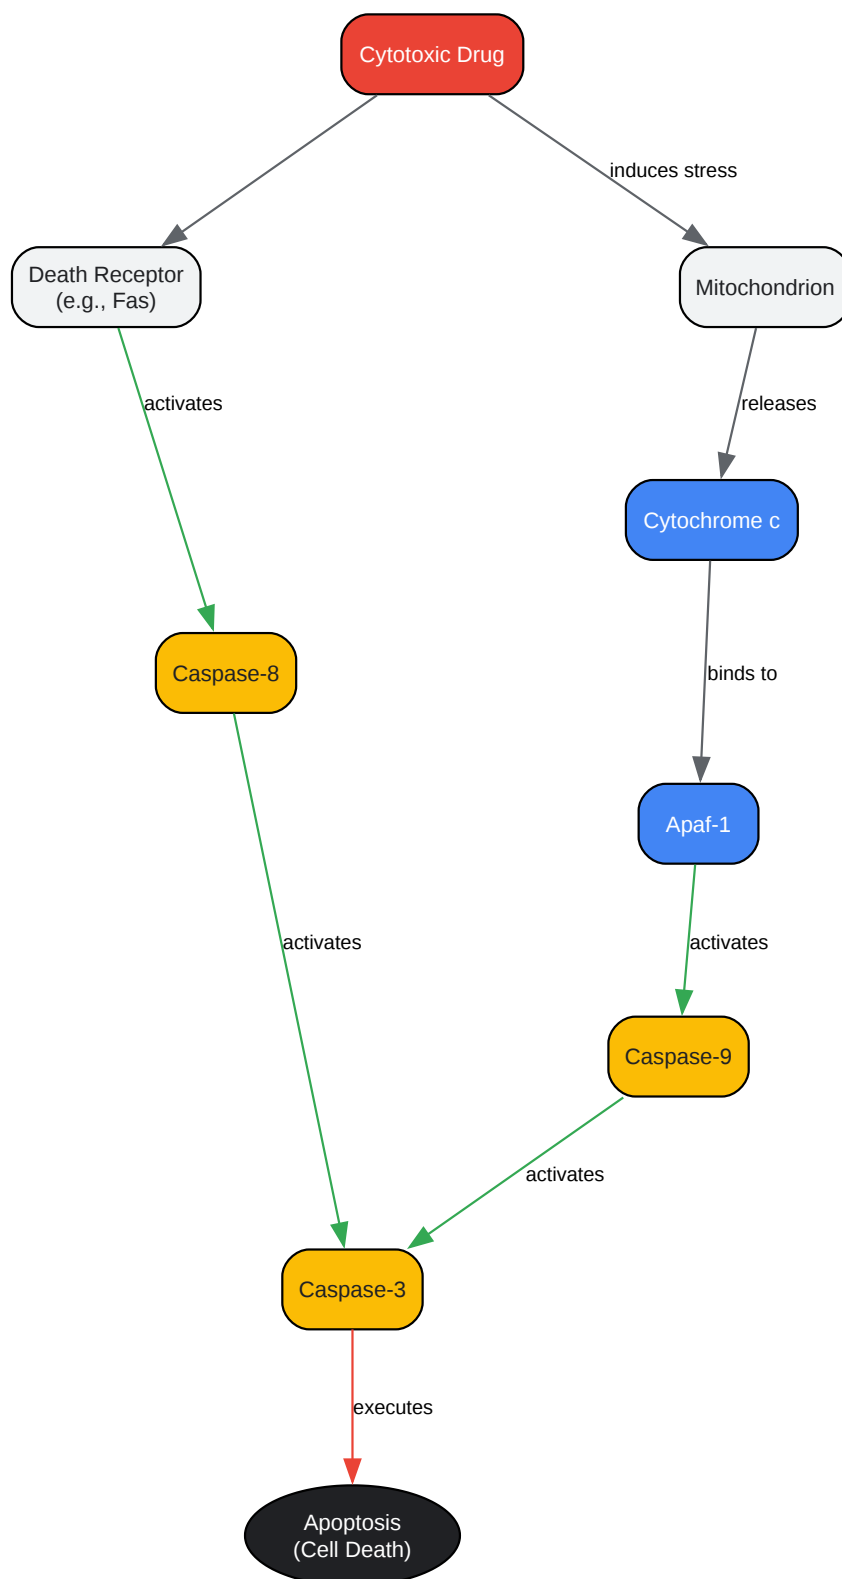 Cytotoxic Drug
induces stress
Death Receptor
(e.g., Fas)
Mitochondrion
activates
releases
Cytochrome c
Caspase-8
binds to
Apaf-1
activates
activates
Caspase-9
activates
Caspase-3
executes
Apoptosis
(Cell Death)